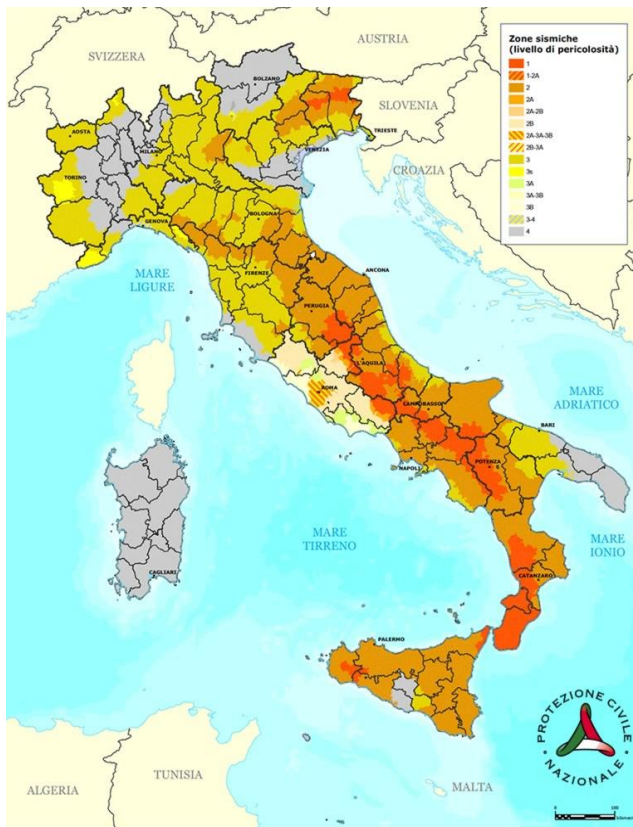 AUSTRIA
SVIZZERA
SLOVENIA
CROAZIA
BOLZANO
AOSTA
TRIESTE
MILANO
VENEZIA
TORINO
GENOVA
BOLOGNA
FIRENZE
ANCONA
PERUGIA
L'AQUILA
ROMA
CAMPOBASSO
BARI
NAPOLI
POTENZA
CATANZARO
CAGLIARI
PALERMO
MARE
LIGURE
MARE
ADRIATICO
MARE
TIRRENO
MARE
IONIO
ALGERIA
TUNISIA
MALTA
Zone sismiche
(livello di pericolosità)
1
1-2A
2
2A
2A-2B
2B
2A-3A-3B
2B-3A
3
3s
3A
3A-3B
3B
3-4
4
PROTEZIONE CIVILE
NAZIONALE
0 100